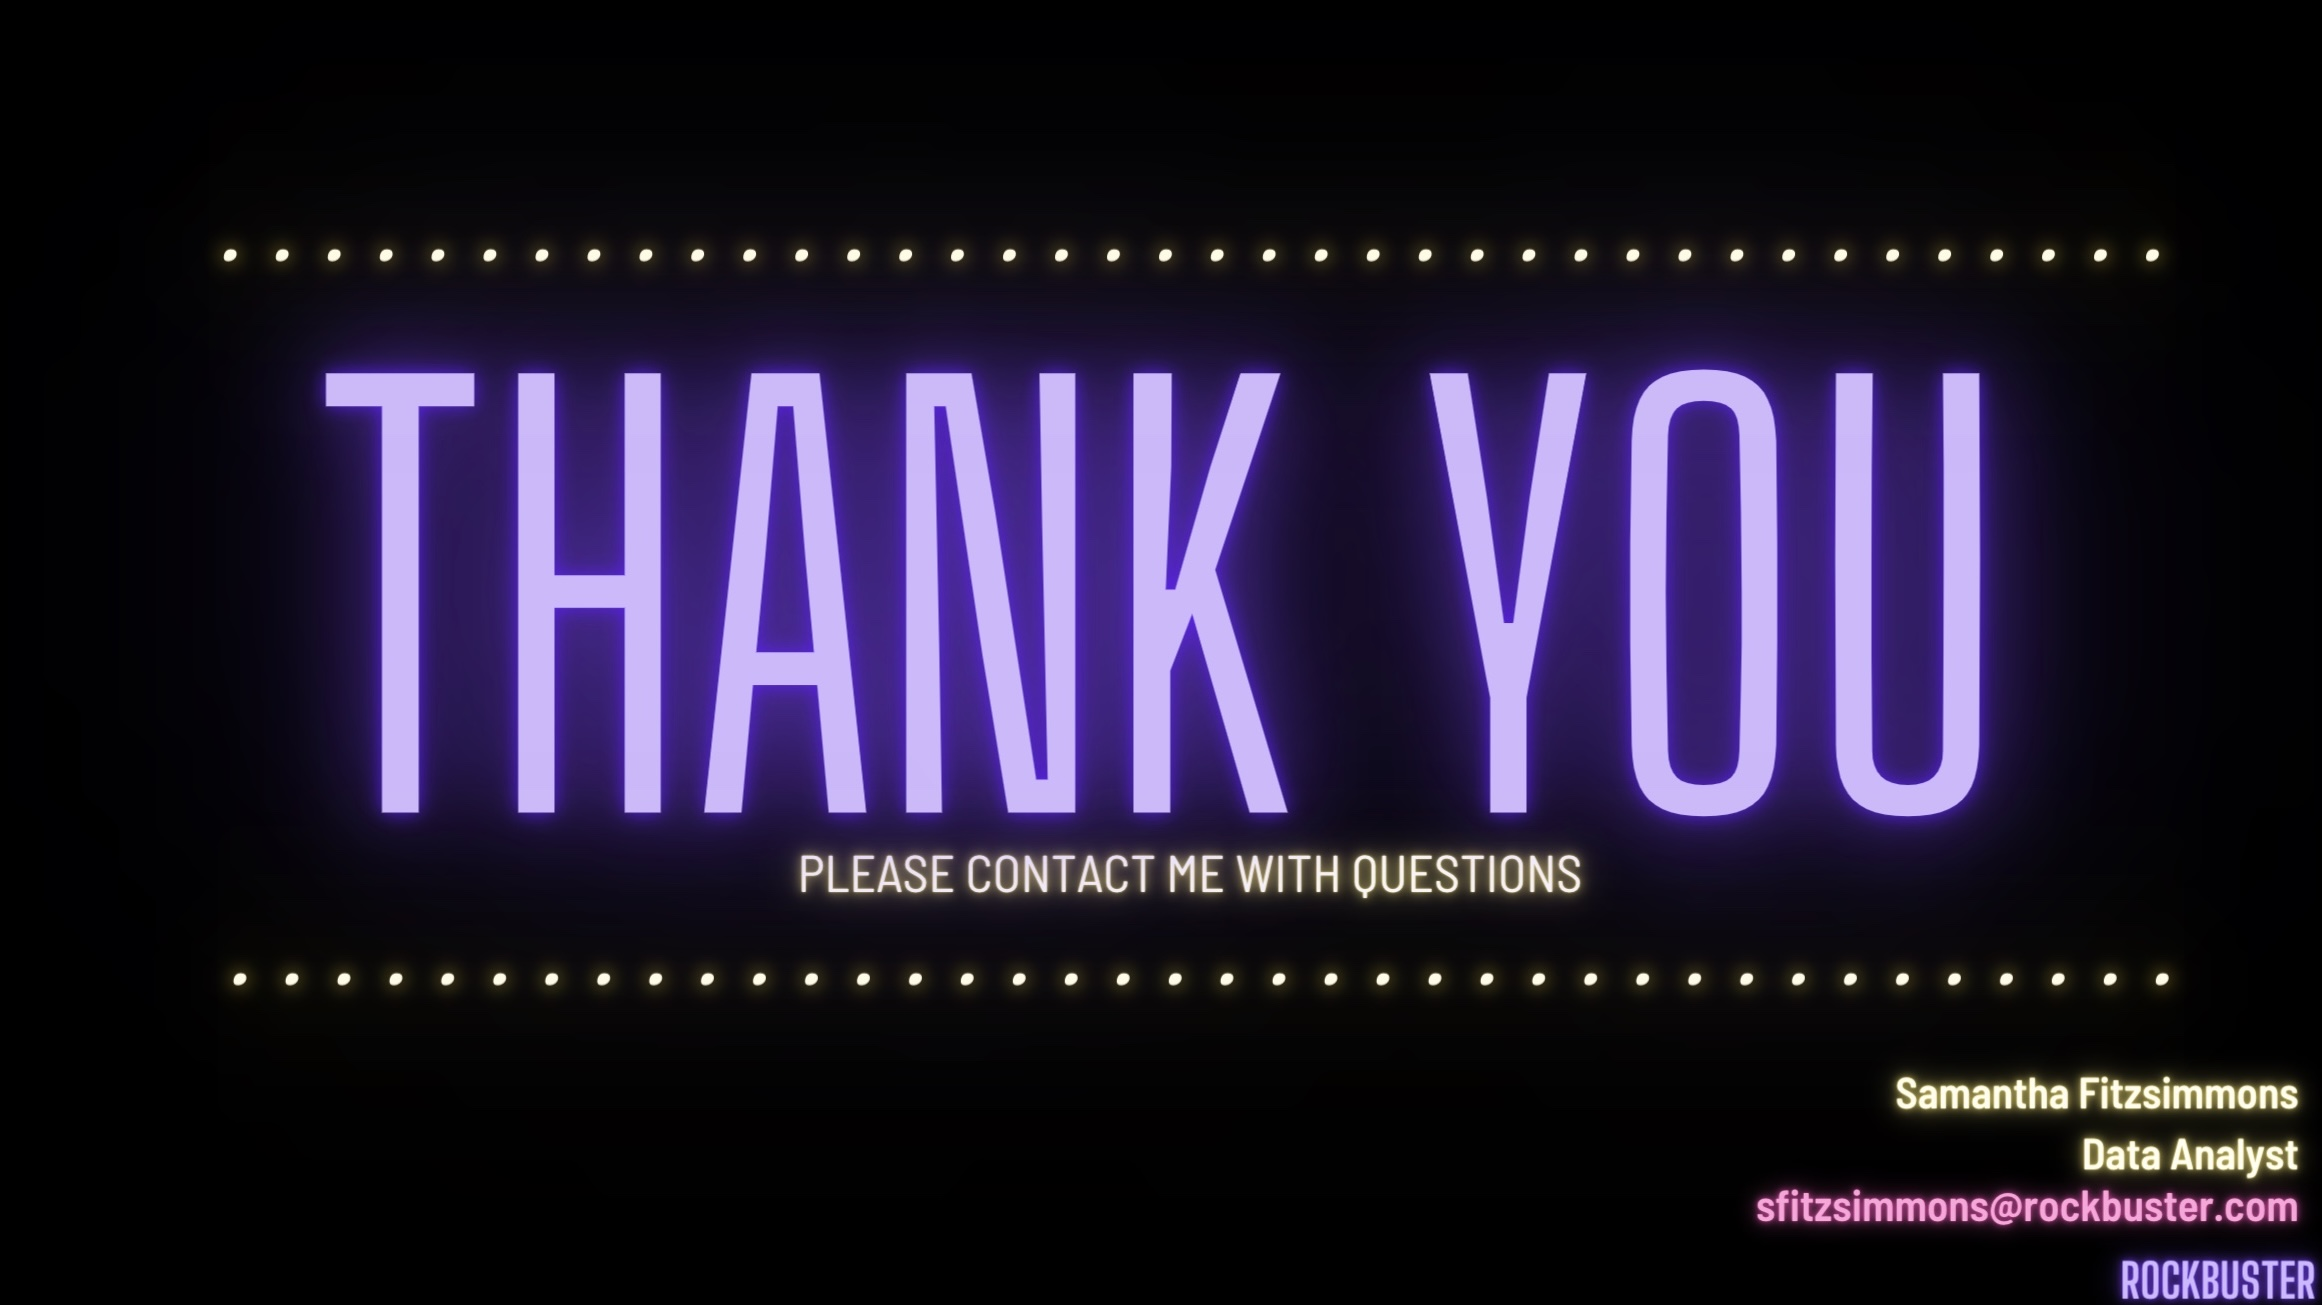 THANK YOU
PLEASE CONTACT ME WITH QUESTIONS
Samantha Fitzsimmons
Data Analyst
sfitzsimmons@rockbuster.com
ROCKBUSTER